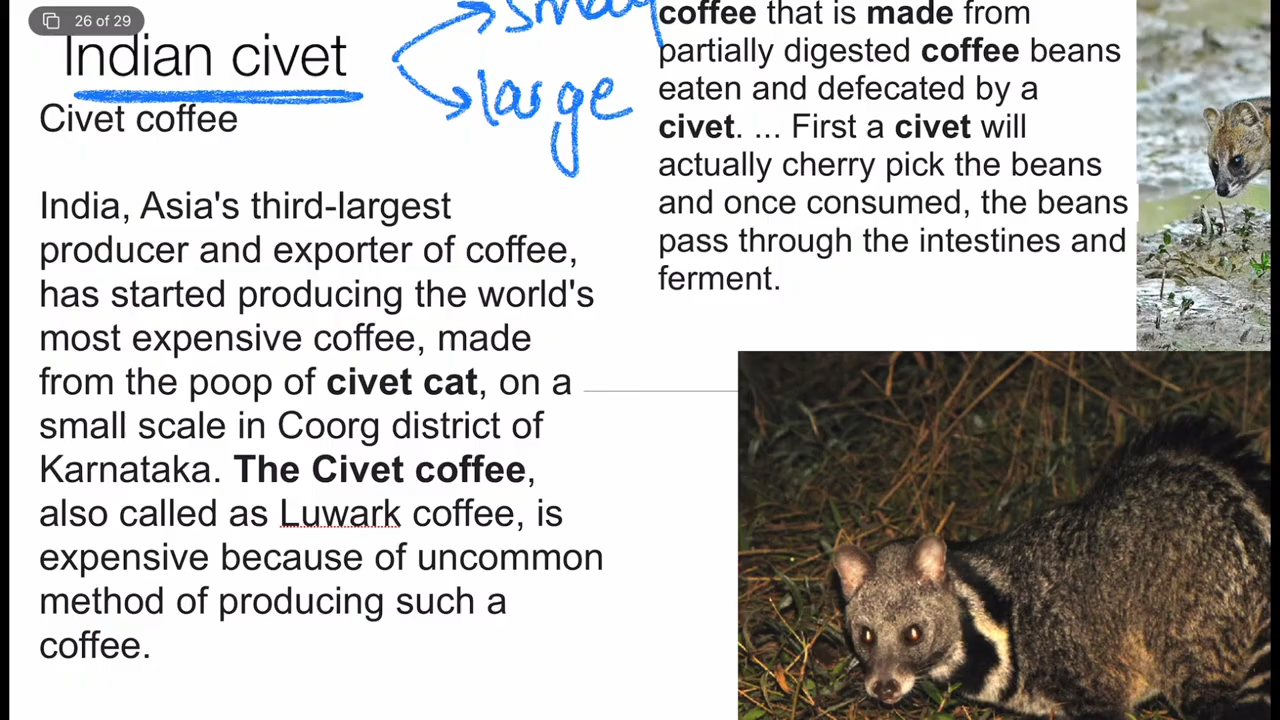 26 of 29
Indian civet
small
large
Civet coffee
India, Asia's third-largest
producer and exporter of coffee,
has started producing the world's
most expensive coffee, made
from the poop of civet cat, on a
small scale in Coorg district of
Karnataka. The Civet coffee,
also called as Luwark coffee, is
expensive because of uncommon
method of producing such a
coffee.
coffee that is made from
partially digested coffee beans
eaten and defecated by a
civet. ... First a civet will
actually cherry pick the beans
and once consumed, the beans
pass through the intestines and
ferment.